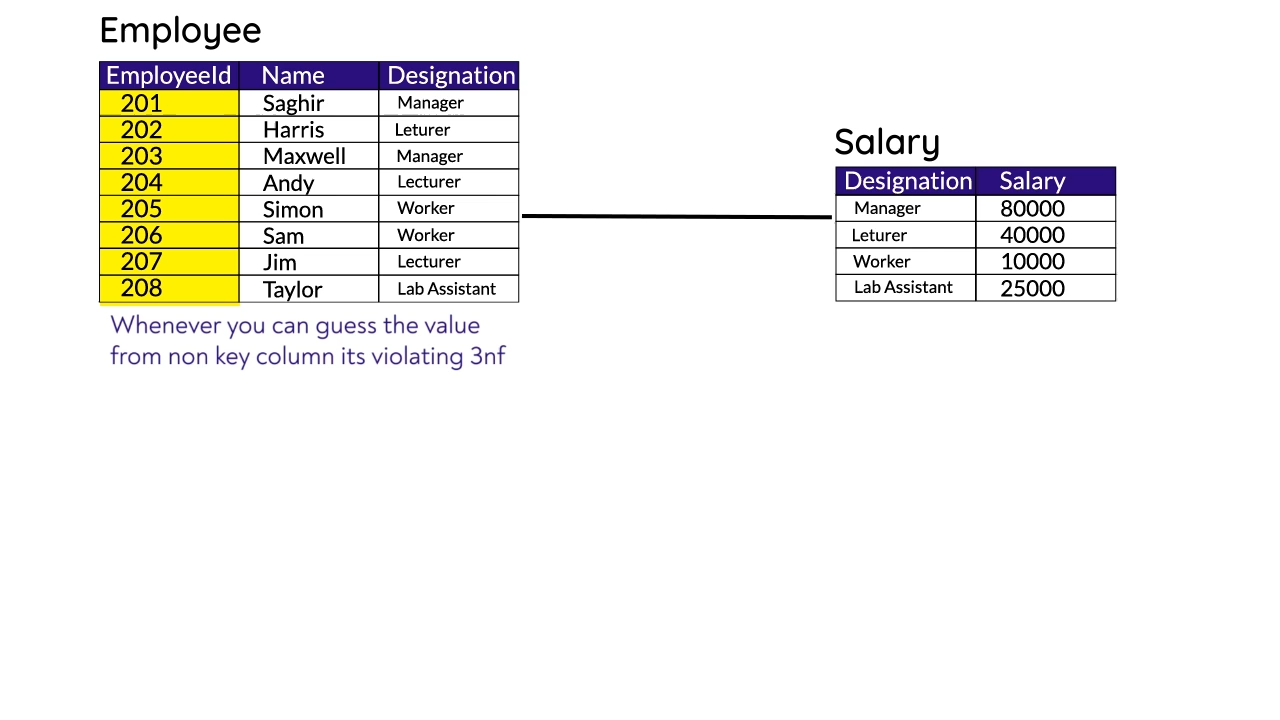 Employee
EmployeeId Name Designation
201 Saghir Manager
202 Harris Leturer
203 Maxwell Manager
204 Andy Lecturer
205 Simon Worker
206 Sam Worker
207 Jim Lecturer
208 Taylor Lab Assistant
Whenever you can guess the value
from non key column its violating 3nf
Salary
Designation Salary
Manager 80000
Leturer 40000
Worker 10000
Lab Assistant 25000